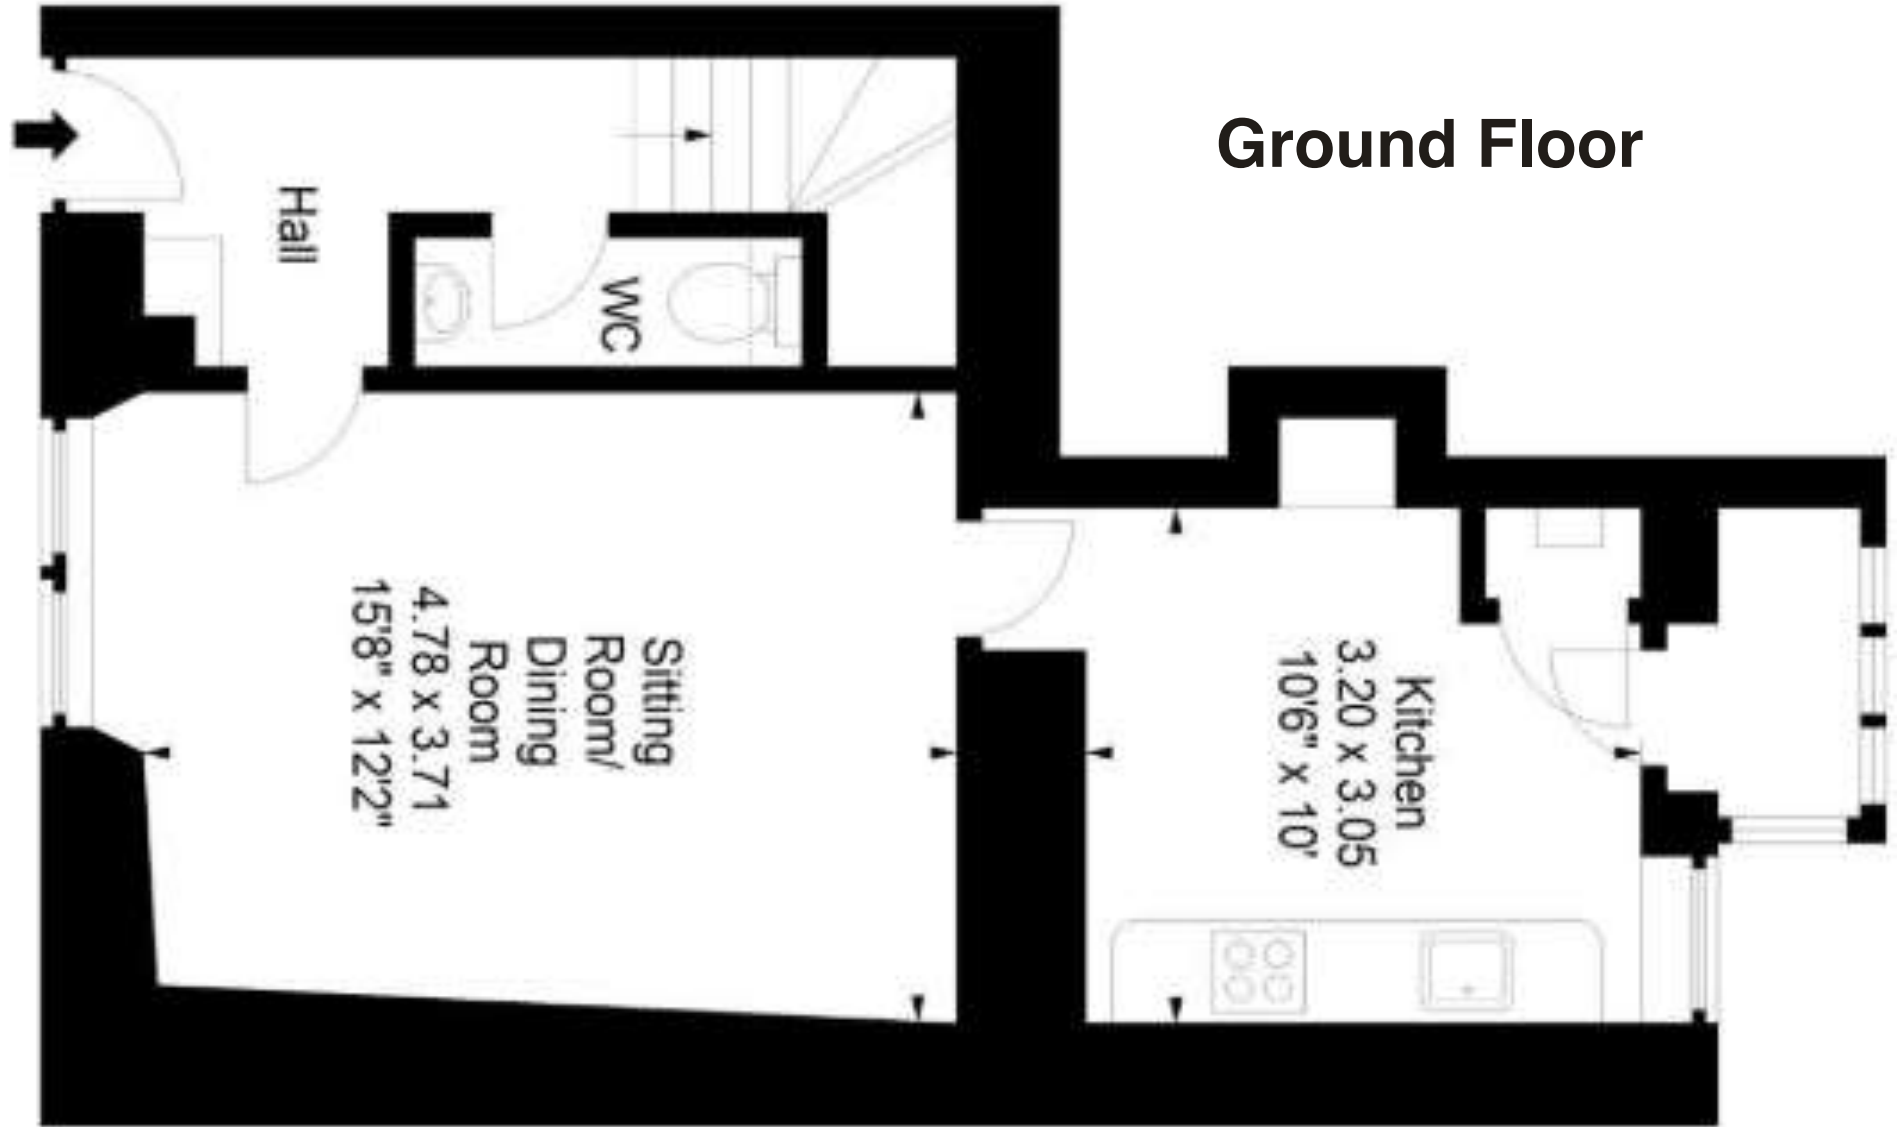 Ground Floor
Hall
WC
Sitting
Room/
Dining
Room
4.78 x 3.71
15'8" x 12'2"
Kitchen
3.20 x 3.05
10'6" x 10'